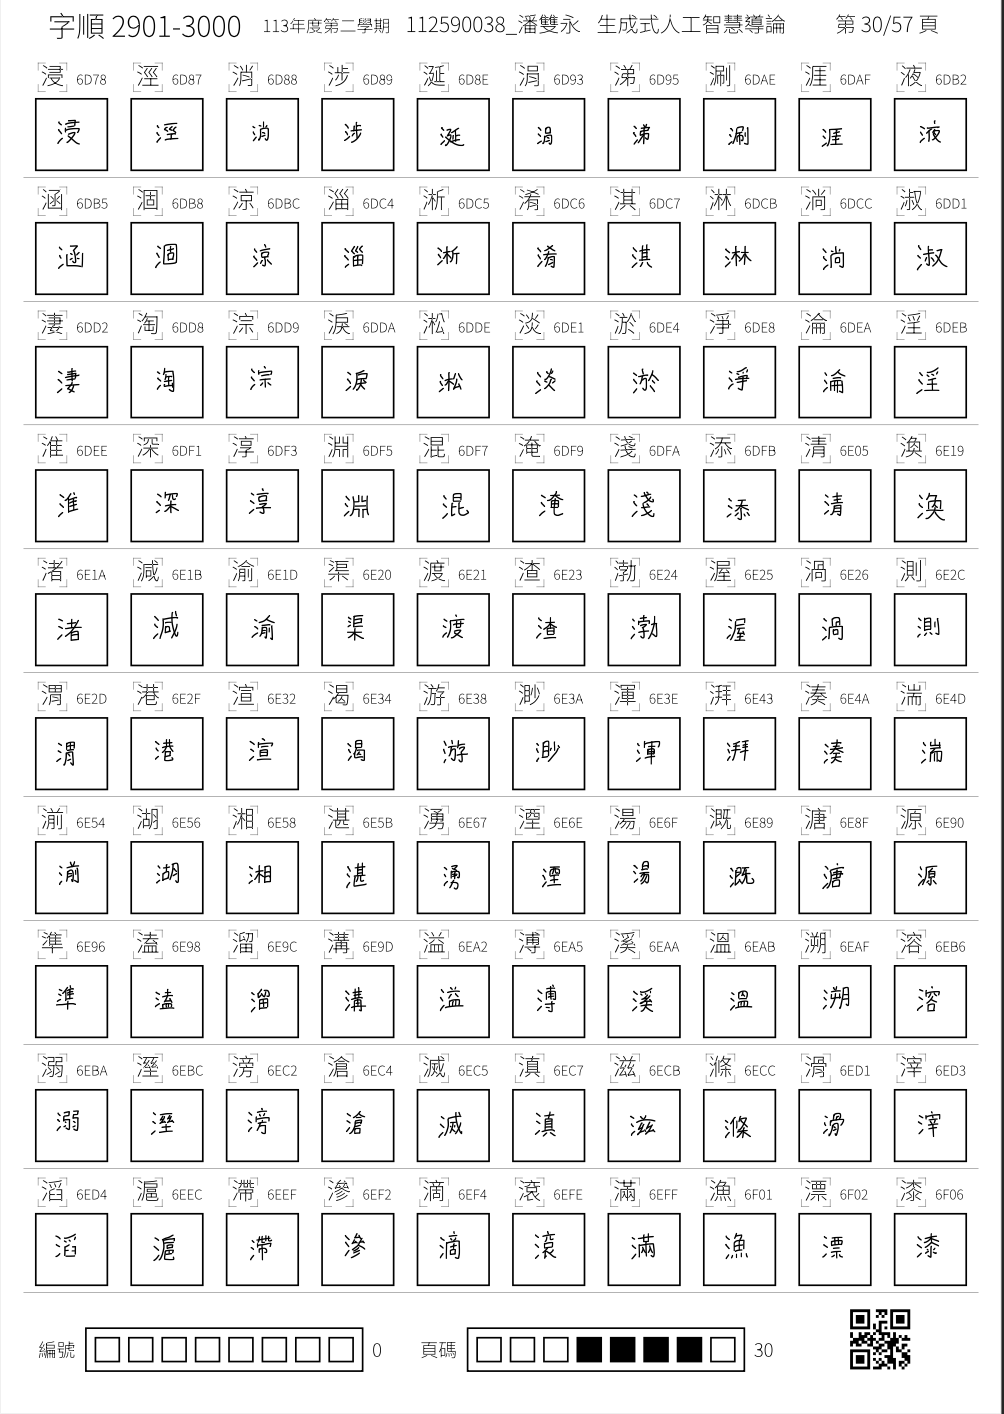 字順 2901-3000 113年度第二學期 112590038_潘雙永 生成式人工智慧導論 第 30/57 頁
浸 6D78 涇 6D87 消 6D88 涉 6D89 涎 6D8E 涓 6D93 涕 6D95 涮 6DAE 涯 6DAF 液 6DB2
浸 涇 消 涉 涎 涓 涕 涮 涯 液
涵 6DB5 涸 6DB8 涼 6DBC 淄 6DC4 淅 6DC5 淆 6DC6 淇 6DC7 淋 6DCB 淌 6DCC 淑 6DD1
涵 涸 涼 淄 淅 淆 淇 淋 淌 淑
淒 6DD2 淘 6DD8 淙 6DD9 淚 6DDA 淞 6DDE 淡 6DE1 淤 6DE4 淨 6DE8 淪 6DEA 淫 6DEB
淒 淘 淙 淚 淞 淡 淤 淨 淪 淫
淮 6DEE 深 6DF1 淳 6DF3 淵 6DF5 混 6DF7 淹 6DF9 淺 6DFA 添 6DFB 清 6E05 渙 6E19
淮 深 淳 淵 混 淹 淺 添 清 渙
渚 6E1A 減 6E1B 渝 6E1D 渠 6E20 渡 6E21 渣 6E23 渤 6E24 渥 6E25 渦 6E26 測 6E2C
渚 減 渝 渠 渡 渣 渤 渥 渦 測
渭 6E2D 港 6E2F 渲 6E32 渴 6E34 游 6E38 渺 6E3A 渾 6E3E 湃 6E43 湊 6E4A 湍 6E4D
渭 港 渲 渴 游 渺 渾 湃 湊 湍
湔 6E54 湖 6E56 湘 6E58 湛 6E5B 湧 6E67 湮 6E6E 湯 6E6F 溉 6E89 溏 6E8F 源 6E90
湔 湖 湘 湛 湧 湮 湯 溉 溏 源
準 6E96 溘 6E98 溜 6E9C 溝 6E9D 溢 6EA2 溥 6EA5 溪 6EAA 溫 6EAB 溯 6EAF 溶 6EB6
準 溘 溜 溝 溢 溥 溪 溫 溯 溶
溺 6EBA 溼 6EBC 滂 6EC2 滄 6EC4 滅 6EC5 滇 6EC7 滋 6ECB 滌 6ECC 滑 6ED1 滓 6ED3
溺 溼 滂 滄 滅 滇 滋 滌 滑 滓
滔 6ED4 滬 6EEC 滯 6EEF 滲 6EF2 滴 6EF4 滾 6EFE 滿 6EFF 漁 6F01 漂 6F02 漆 6F06
滔 滬 滯 滲 滴 滾 滿 漁 漂 漆
編號 0 頁碼 30